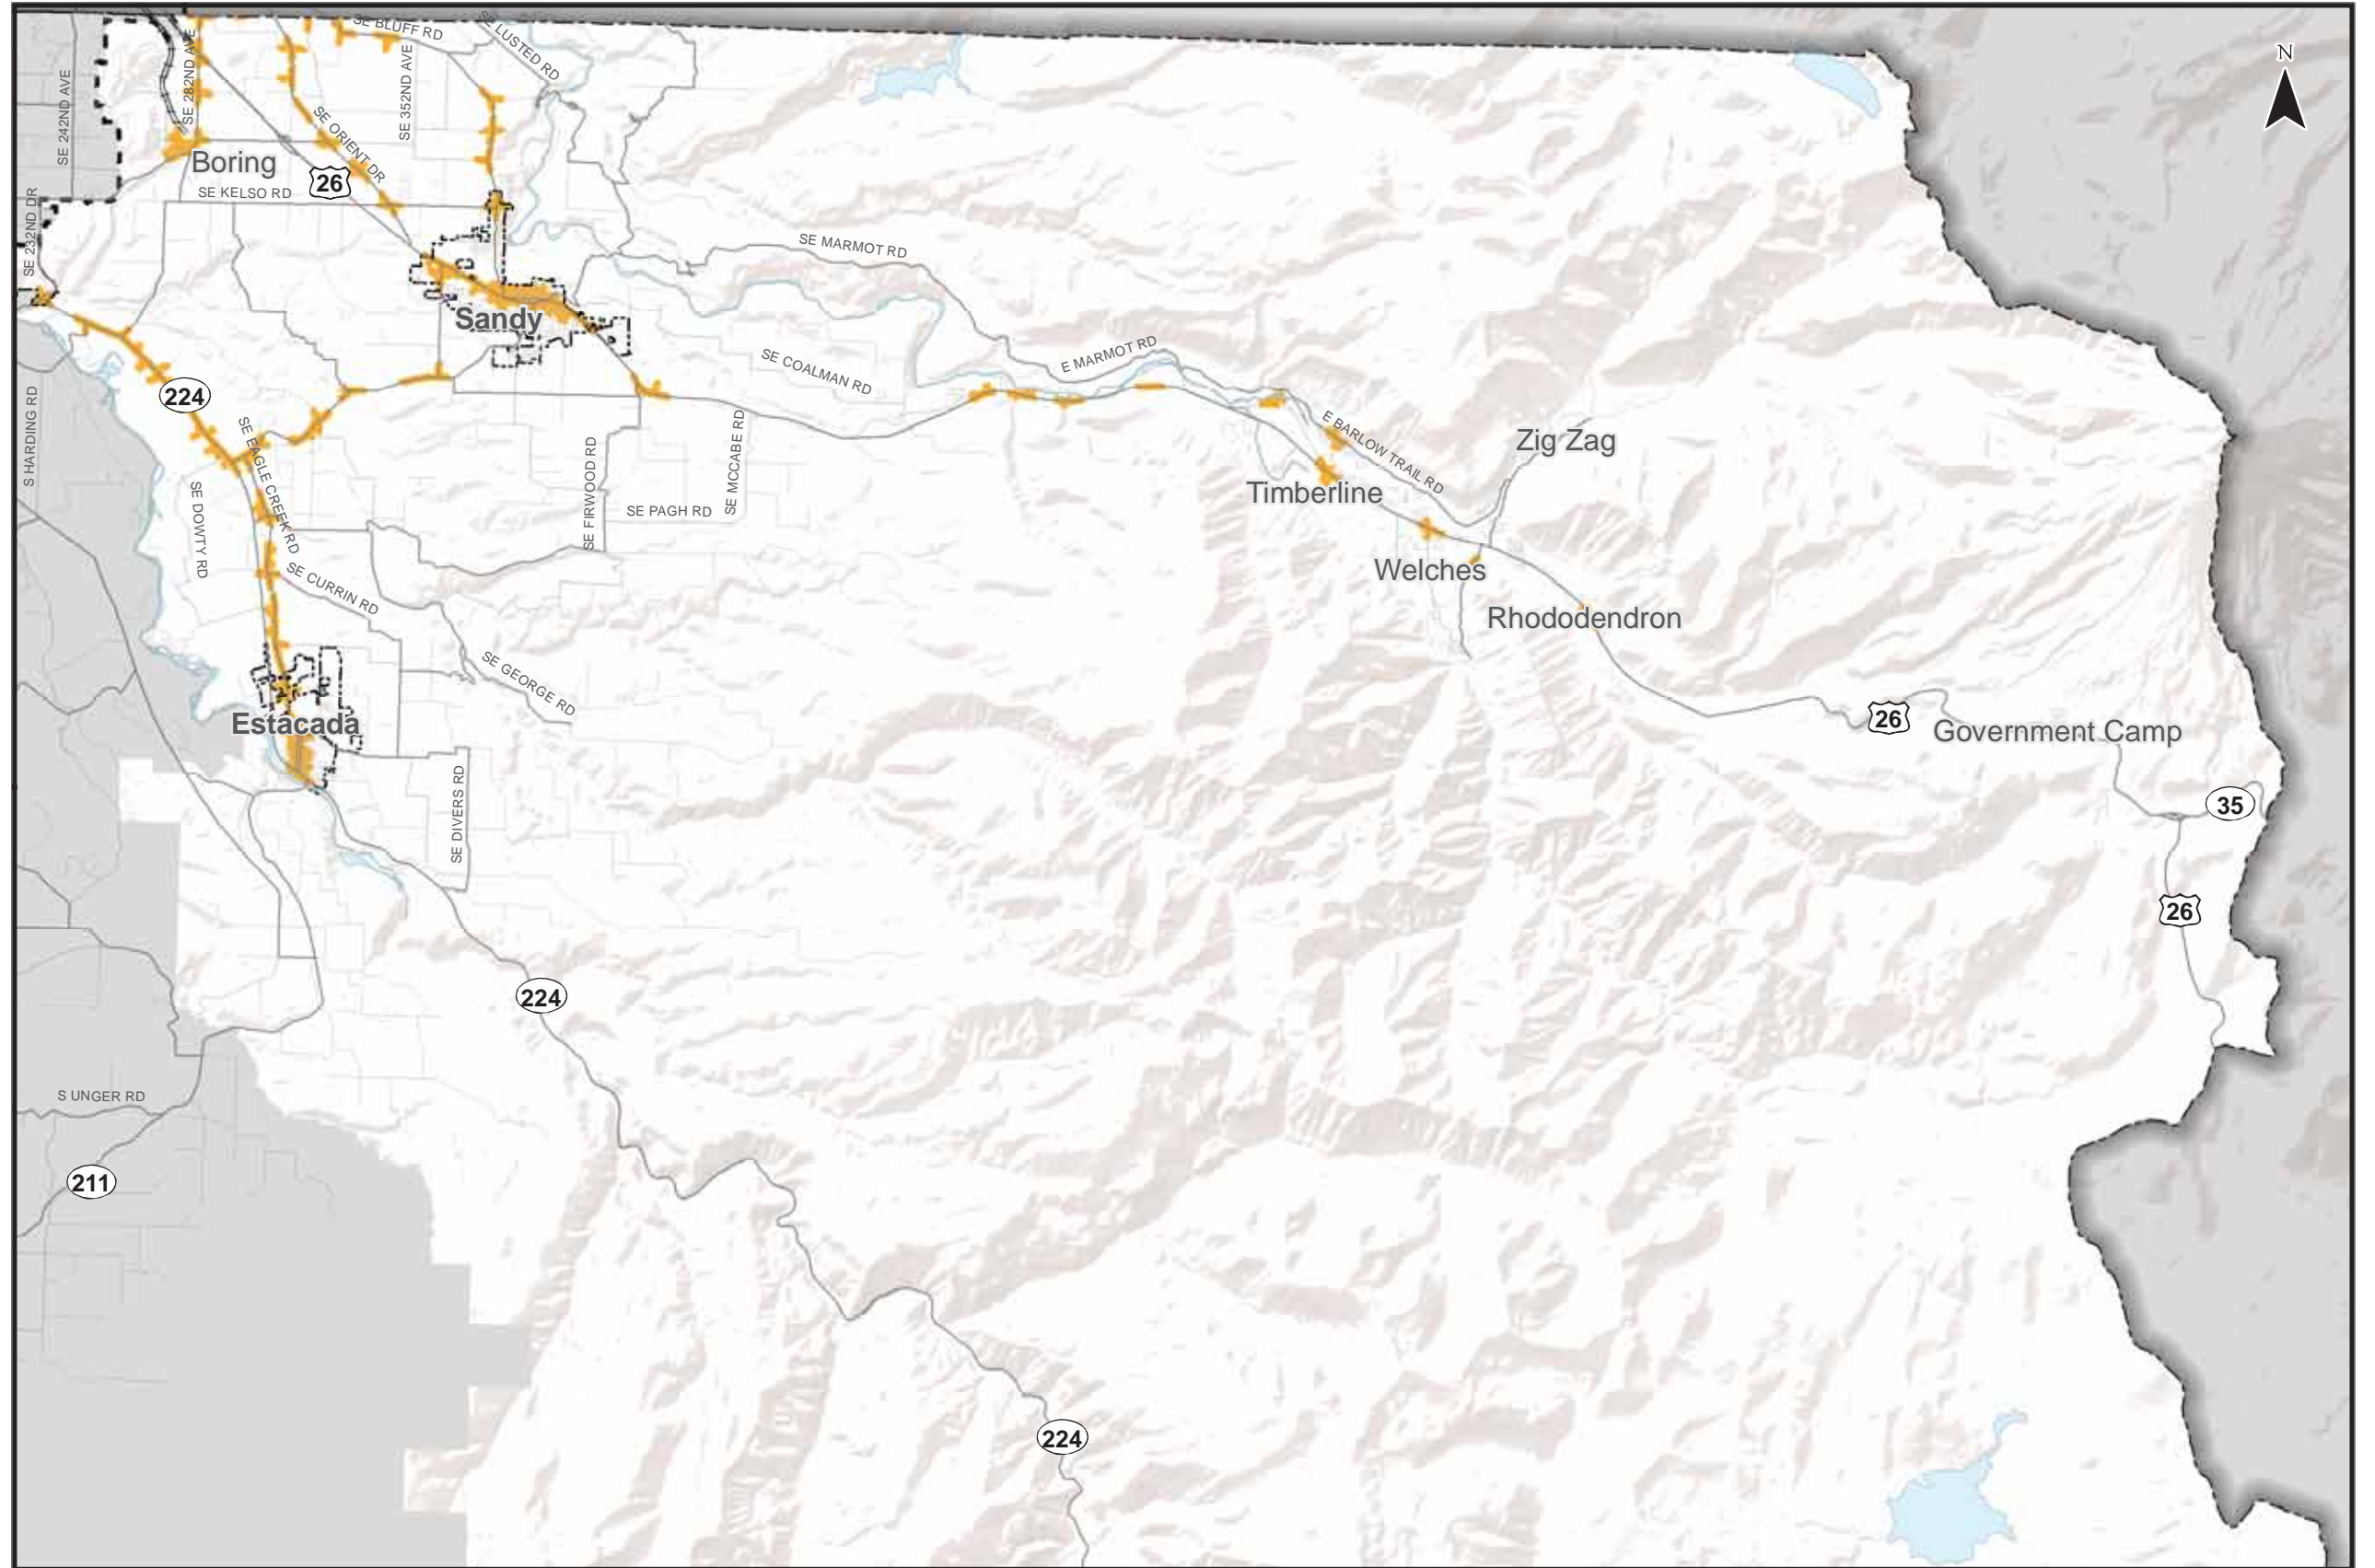 SE BLUFF RD
SE LUSTED RD
N
SE 242ND AVE
SE 282ND AVE
SE 352ND AVE
SE ORIENT DR
Boring
26
SE KELSO RD
SE 232ND DR
SE MARMOT RD
Sandy
E MARMOT RD
SE COALMAN RD
224
S HARDING RD
SE EAGLE CREEK RD
E BARLOW TRAIL RD
Zig Zag
SE FIRWOOD RD
SE MCCABE RD
Timberline
SE DOWTY RD
SE PAGH RD
Welches
SE CURRIN RD
Rhododendron
SE GEORGE RD
Estacada
26
Government Camp
SE DIVERS RD
35
26
224
S UNGER RD
211
224